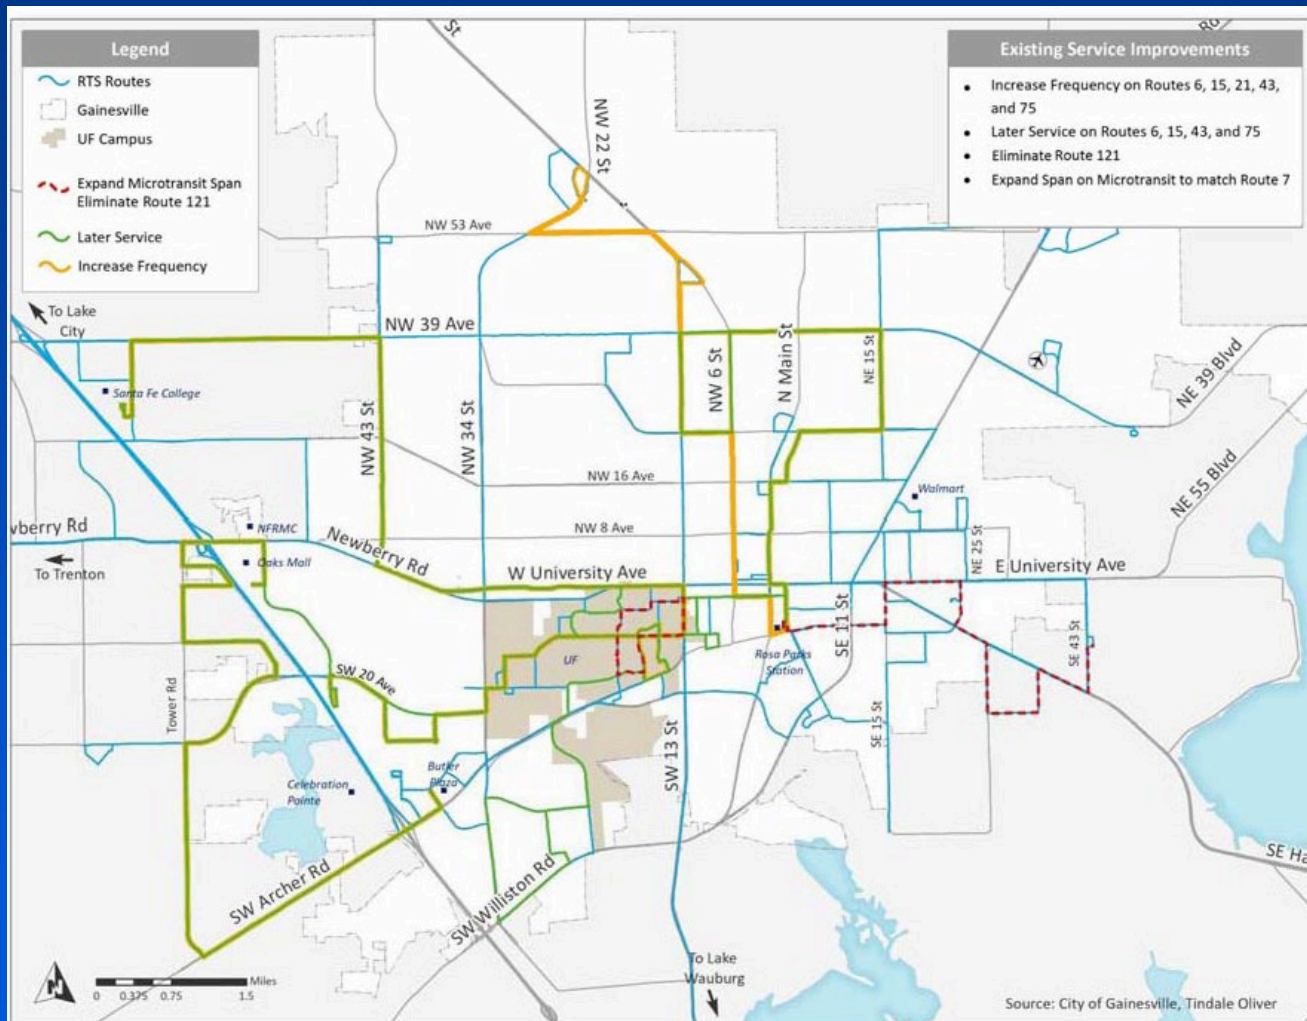 Legend
RTS Routes
Gainesville
UF Campus
Expand Microtransit Span
Eliminate Route 121
Later Service
Increase Frequency
Existing Service Improvements
• Increase Frequency on Routes 6, 15, 21, 43,
and 75
• Later Service on Routes 6, 15, 43, and 75
• Eliminate Route 121
• Expand Span on Microtransit to match Route 7
St
NW 22 St
NW 53 Ave
To Lake
City
NW 39 Ave
Santa Fe College
NW 43 St
NW 34 St
NW 6 St
N Main St
NE 15 St
NE 39 Blvd
NE 55 Blvd
NW 16 Ave
Walmart
wberry Rd
NFRMC
NW 8 Ave
Newberry Rd
To Trenton
Oaks Mall
W University Ave
NE 25 St
E University Ave
SE 11 St
SE 43 St
UF
Rosa Parks
Station
SW 20 Ave
Tower Rd
SE 15 St
SW 13 St
Butler
Plaza
Celebration
Pointe
SW Archer Rd
SW Williston Rd
SE Ha
To Lake
Wauburg
N
Miles
0 0.375 0.75 1.5
Source: City of Gainesville, Tindale Oliver